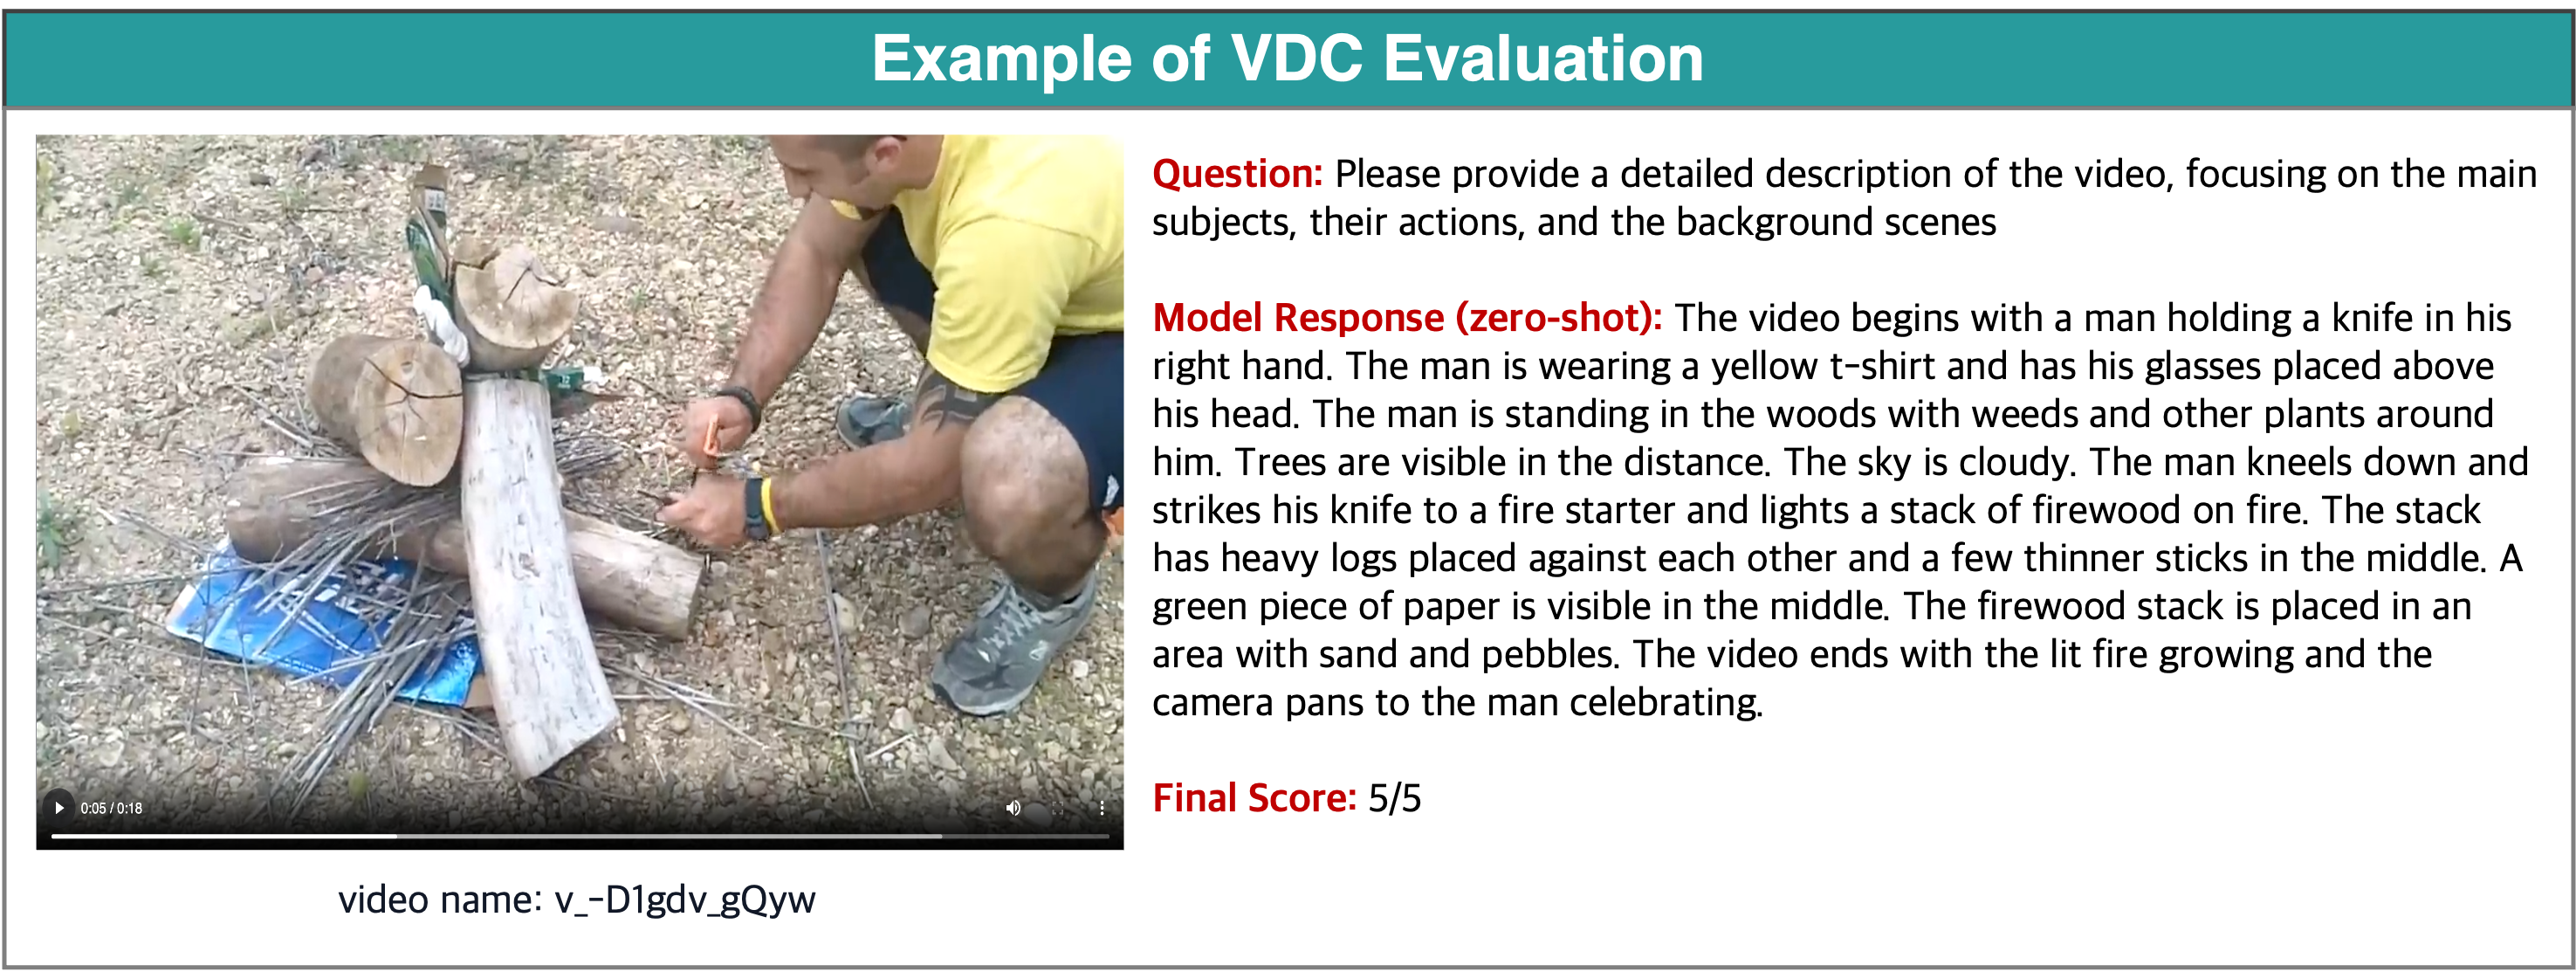 Example of VDC Evaluation
Question: Please provide a detailed description of the video, focusing on the main
subjects, their actions, and the background scenes
Model Response (zero-shot): The video begins with a man holding a knife in his
right hand. The man is wearing a yellow t-shirt and has his glasses placed above
his head. The man is standing in the woods with weeds and other plants around
him. Trees are visible in the distance. The sky is cloudy. The man kneels down and
strikes his knife to a fire starter and lights a stack of firewood on fire. The stack
has heavy logs placed against each other and a few thinner sticks in the middle. A
green piece of paper is visible in the middle. The firewood stack is placed in an
area with sand and pebbles. The video ends with the lit fire growing and the
camera pans to the man celebrating.
Final Score: 5/5
0:05 / 0:18
video name: v_-D1gdv_gQyw